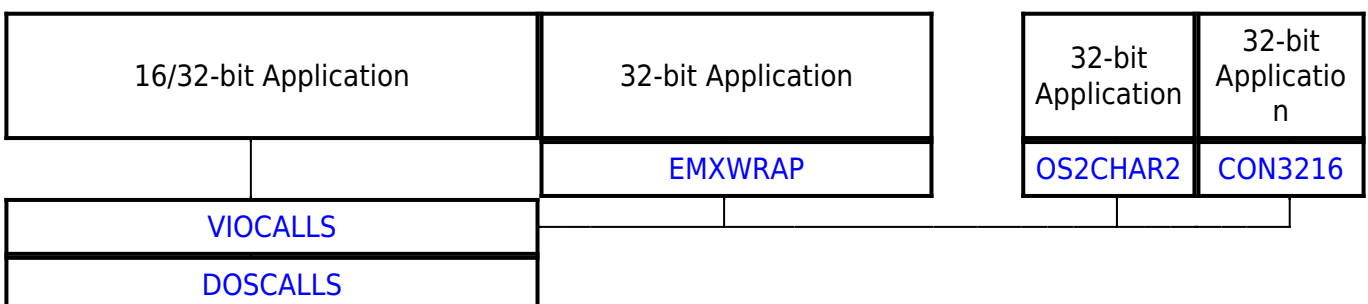 16/32-bit Application
32-bit Application
32-bit
Application
32-bit
Applicatio
n
EMXWRAP
OS2CHAR2
CON3216
VIOCALLS
DOSCALLS